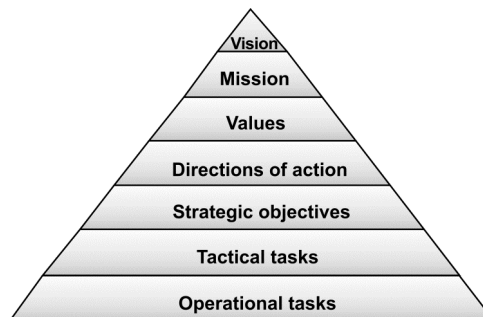 Vision
Mission
Values
Directions of action
Strategic objectives
Tactical tasks
Operational tasks